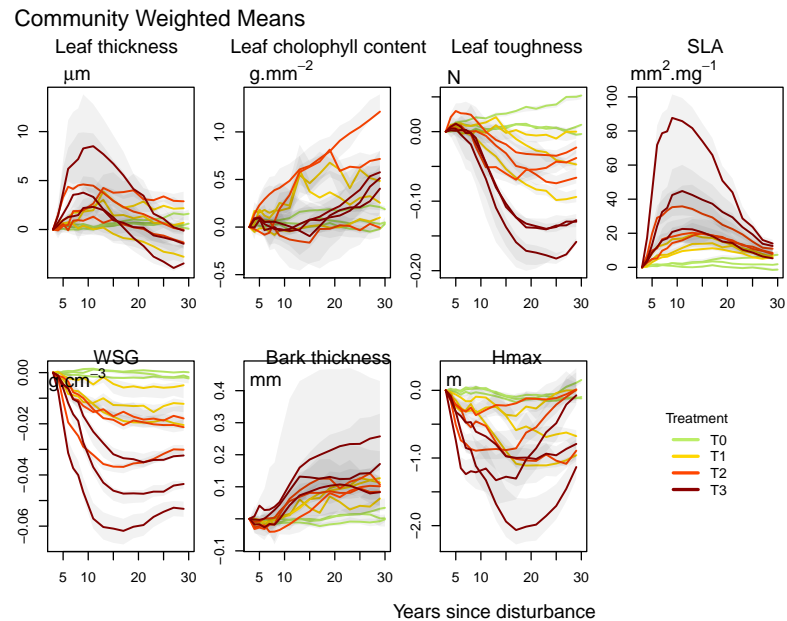 Community Weighted Means
Leaf thickness Leaf cholophyll content Leaf toughness SLA
μm g.mm⁻² N mm².mg⁻¹
0 5 10
−0.5 0.0 0.5 1.0
−0.20 −0.10 0.00
0 20 40 60 80 100
5 10 20 30 5 10 20 30 5 10 20 30 5 10 20 30
WSG Bark thickness Hmax
g.cm⁻³ mm m
−0.06 −0.04 −0.02 0.00
−0.1 0.1 0.2 0.3 0.4
−2.0 −1.0 0.0
5 10 20 30 5 10 20 30 5 10 20 30
Treatment
T0
T1
T2
T3
Years since disturbance